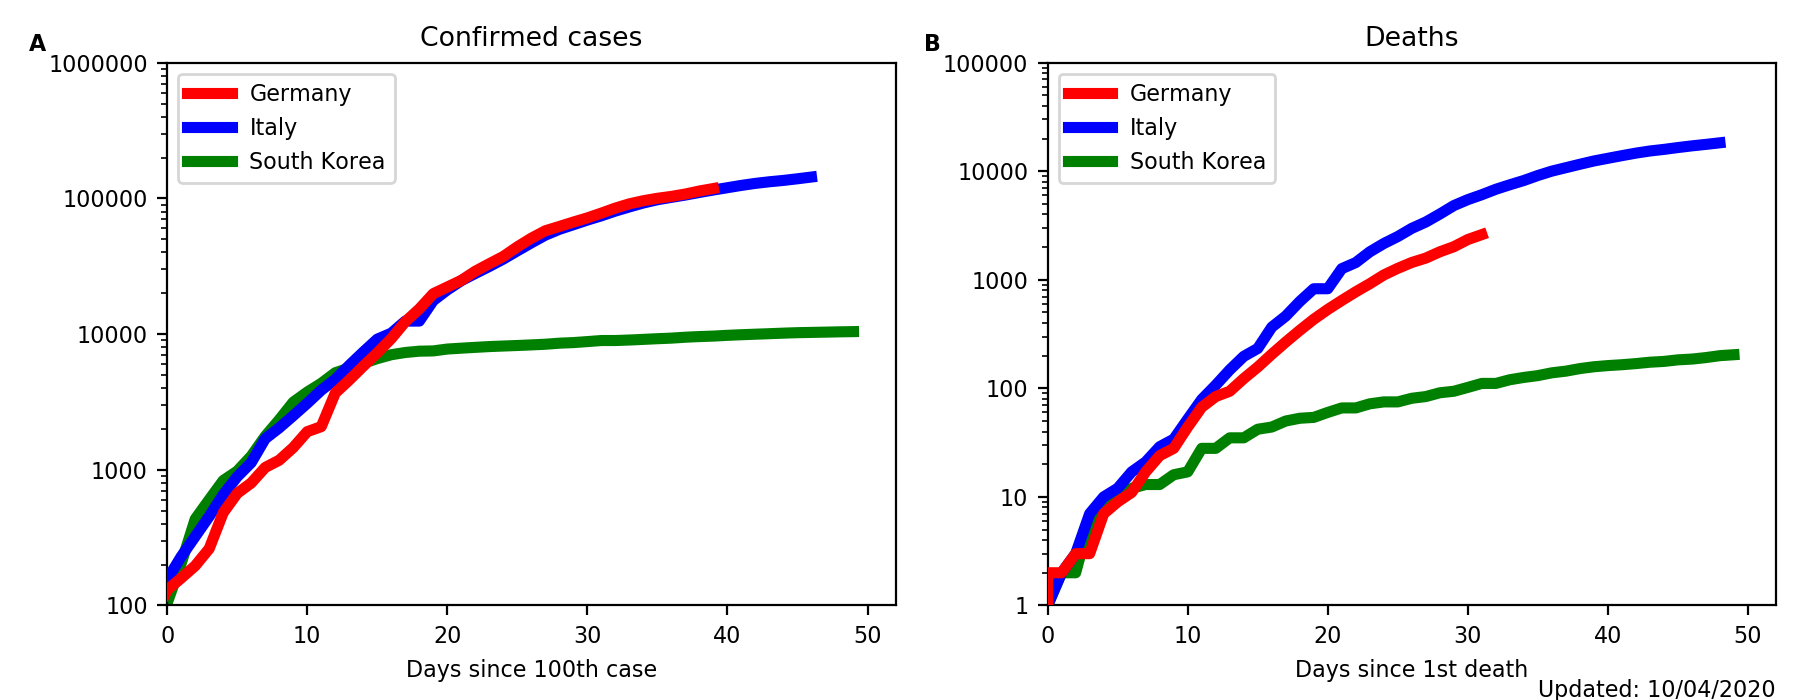 A
Confirmed cases
1000000
100000
10000
1000
100
Germany
Italy
South Korea
0 10 20 30 40 50
Days since 100th case
B
Deaths
100000
10000
1000
100
10
1
Germany
Italy
South Korea
0 10 20 30 40 50
Days since 1st death
Updated: 10/04/2020